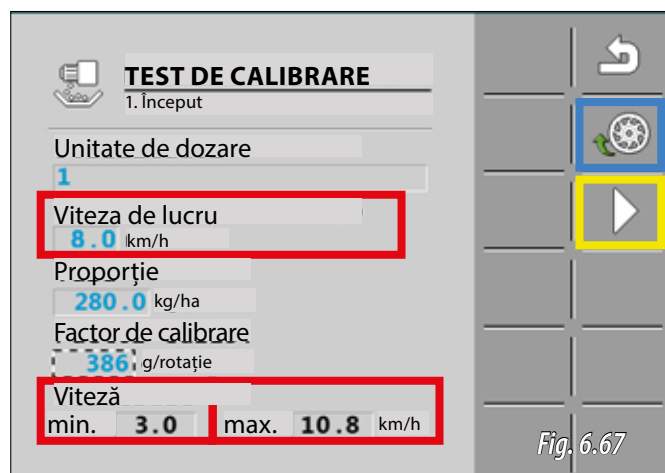 TEST DE CALIBRARE
1. Început
Unitate de dozare
1
Viteza de lucru
8.0 km/h
Proporție
280.0 kg/ha
Factor de calibrare
386 g/rotație
Viteză
min. 3.0 max. 10.8 km/h
Fig. 6.67